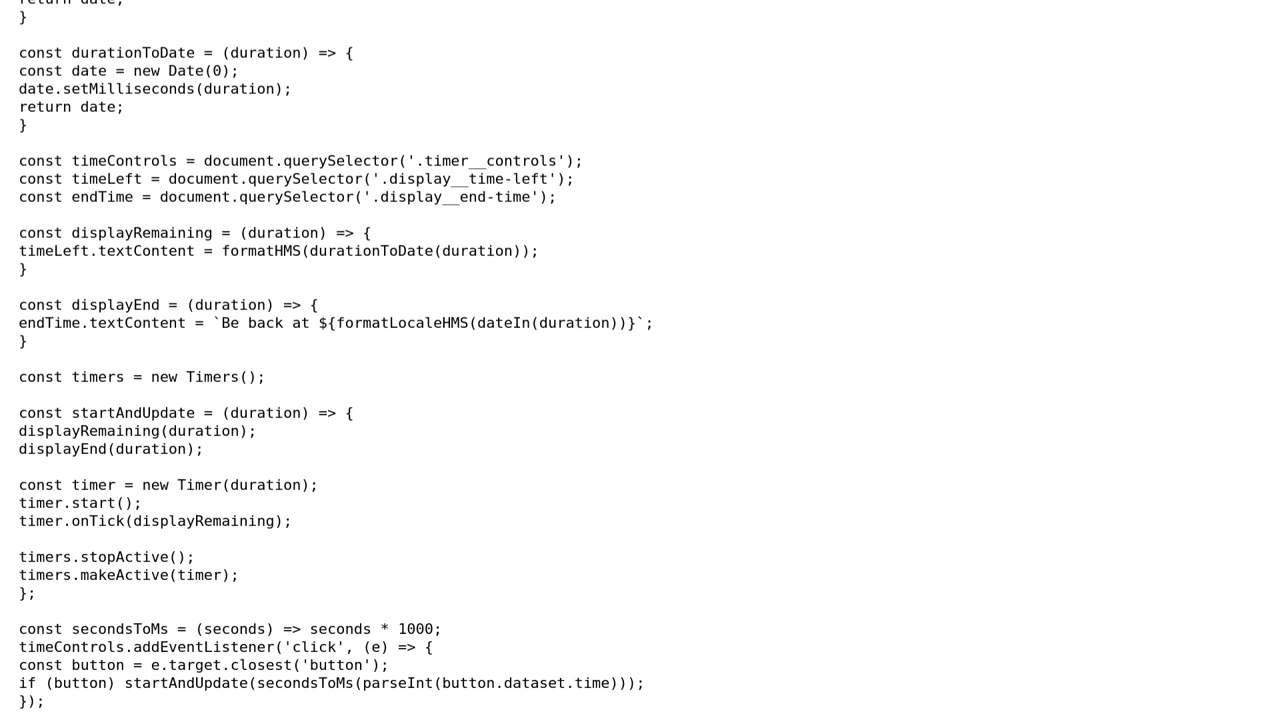 return date;
}

const durationToDate = (duration) => {
const date = new Date(0);
date.setMilliseconds(duration);
return date;
}

const timeControls = document.querySelector('.timer__controls');
const timeLeft = document.querySelector('.display__time-left');
const endTime = document.querySelector('.display__end-time');

const displayRemaining = (duration) => {
timeLeft.textContent = formatHMS(durationToDate(duration));
}

const displayEnd = (duration) => {
endTime.textContent = `Be back at ${formatLocaleHMS(dateIn(duration))}`;
}

const timers = new Timers();

const startAndUpdate = (duration) => {
displayRemaining(duration);
displayEnd(duration);

const timer = new Timer(duration);
timer.start();
timer.onTick(displayRemaining);

timers.stopActive();
timers.makeActive(timer);
};

const secondsToMs = (seconds) => seconds * 1000;
timeControls.addEventListener('click', (e) => {
const button = e.target.closest('button');
if (button) startAndUpdate(secondsToMs(parseInt(button.dataset.time)));
});